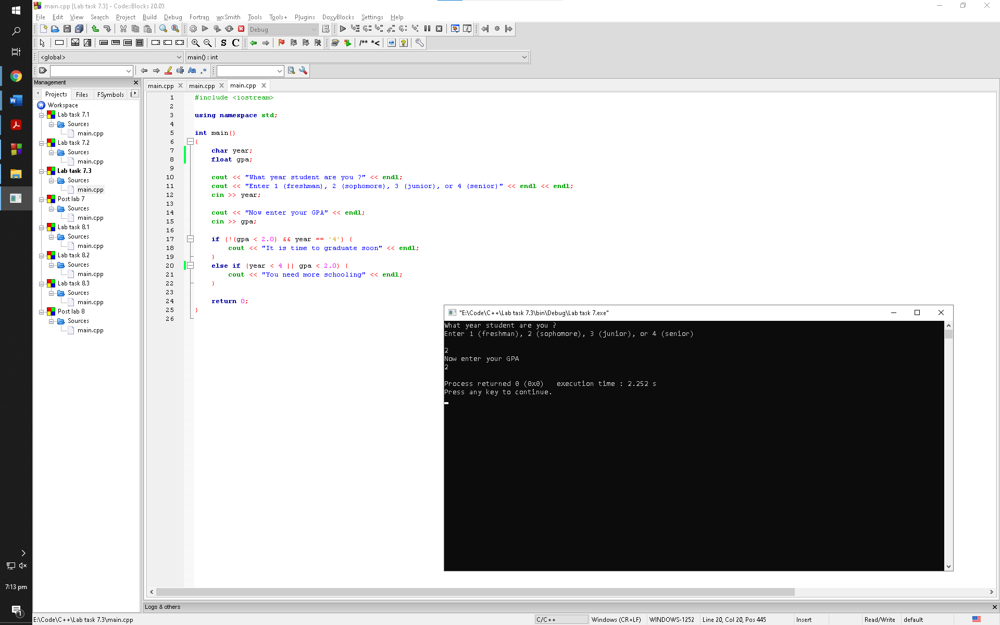 main.cpp [Lab task 7.3] - Code::Blocks 20.03
File Edit View Search Project Build Debug Fortran wxSmith Tools Tools+ Plugins DoxyBlocks Settings Help
Debug
S C /** *<
<global> main() : int
Aa .*
Management
Projects Files FSymbols
main.cpp main.cpp main.cpp
Workspace
Lab task 7.1
Sources
main.cpp
Lab task 7.2
Sources
main.cpp
Lab task 7.3
Sources
main.cpp
Post lab 7
Sources
main.cpp
Lab task 8.1
Sources
main.cpp
Lab task 8.2
Sources
main.cpp
Lab task 8.3
Sources
main.cpp
Post lab 8
Sources
main.cpp
1 #include <iostream>
2
3 using namespace std;
4
5 int main()
6 {
7 char year;
8 float gpa;
9
10 cout << "What year student are you ?" << endl;
11 cout << "Enter 1 (freshman), 2 (sophomore), 3 (junior), or 4 (senior)" << endl << endl;
12 cin >> year;
13
14 cout << "Now enter your GPA" << endl;
15 cin >> gpa;
16
17 if (!(gpa < 2.0) && year == '4') {
18 cout << "It is time to graduate soon" << endl;
19 }
20 else if (year < 4 || gpa < 2.0) {
21 cout << "You need more schooling" << endl;
22 }
23
24 return 0;
25 }
26
"E:\Code\C++\Lab task 7.3\bin\Debug\Lab task 7.exe"
What year student are you ?
Enter 1 (freshman), 2 (sophomore), 3 (junior), or 4 (senior)
2
Now enter your GPA
2
Process returned 0 (0x0) execution time : 2.252 s
Press any key to continue.
7:13 pm
1
Logs & others
E:\Code\C++\Lab task 7.3\main.cpp C/C++ Windows (CR+LF) WINDOWS-1252 Line 20, Col 20, Pos 445 Insert Read/Write default